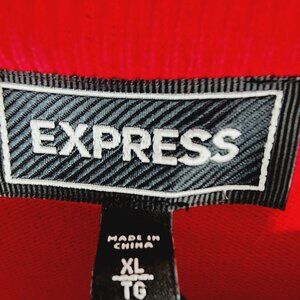 EXPRESS
MADE IN
CHINA
XL
TG